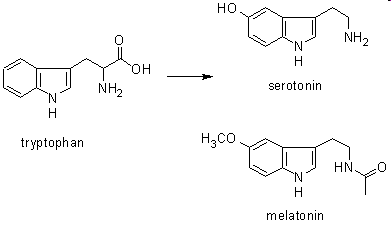 HO
N
H
NH2
serotonin
O
OH
NH2
N
H
tryptophan
H3CO
N
H
HN
O
melatonin